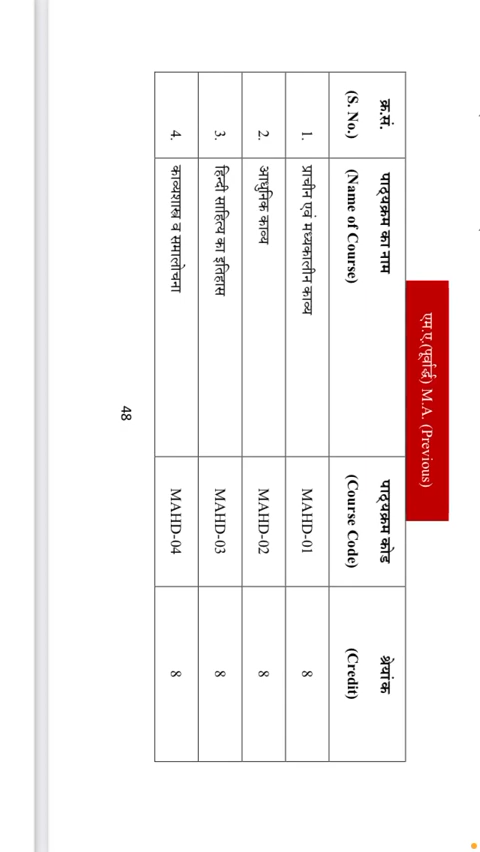 एम.ए.(पूर्वार्द्ध) M.A. (Previous)
क्र.सं. पाठ्यक्रम का नाम पाठ्यक्रम कोड श्रेयांक
(S. No.) (Name of Course) (Course Code) (Credit)
1. प्राचीन एवं मध्यकालीन काव्य MAHD-01 8
2. आधुनिक काव्य MAHD-02 8
3. हिन्दी साहित्य का इतिहास MAHD-03 8
4. काव्यशास्त्र व समालोचना MAHD-04 8
48